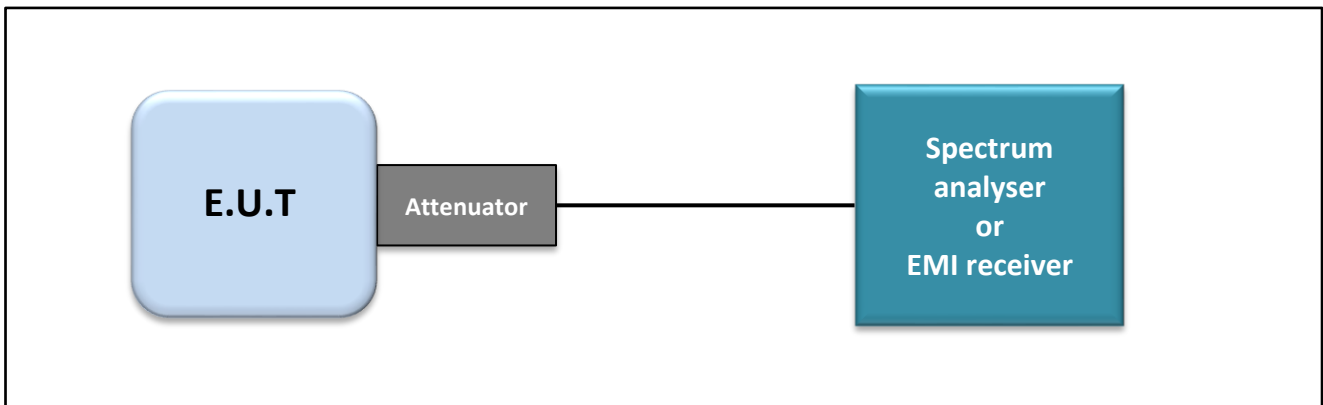 E.U.T
Attenuator
Spectrum
analyser
or
EMI receiver